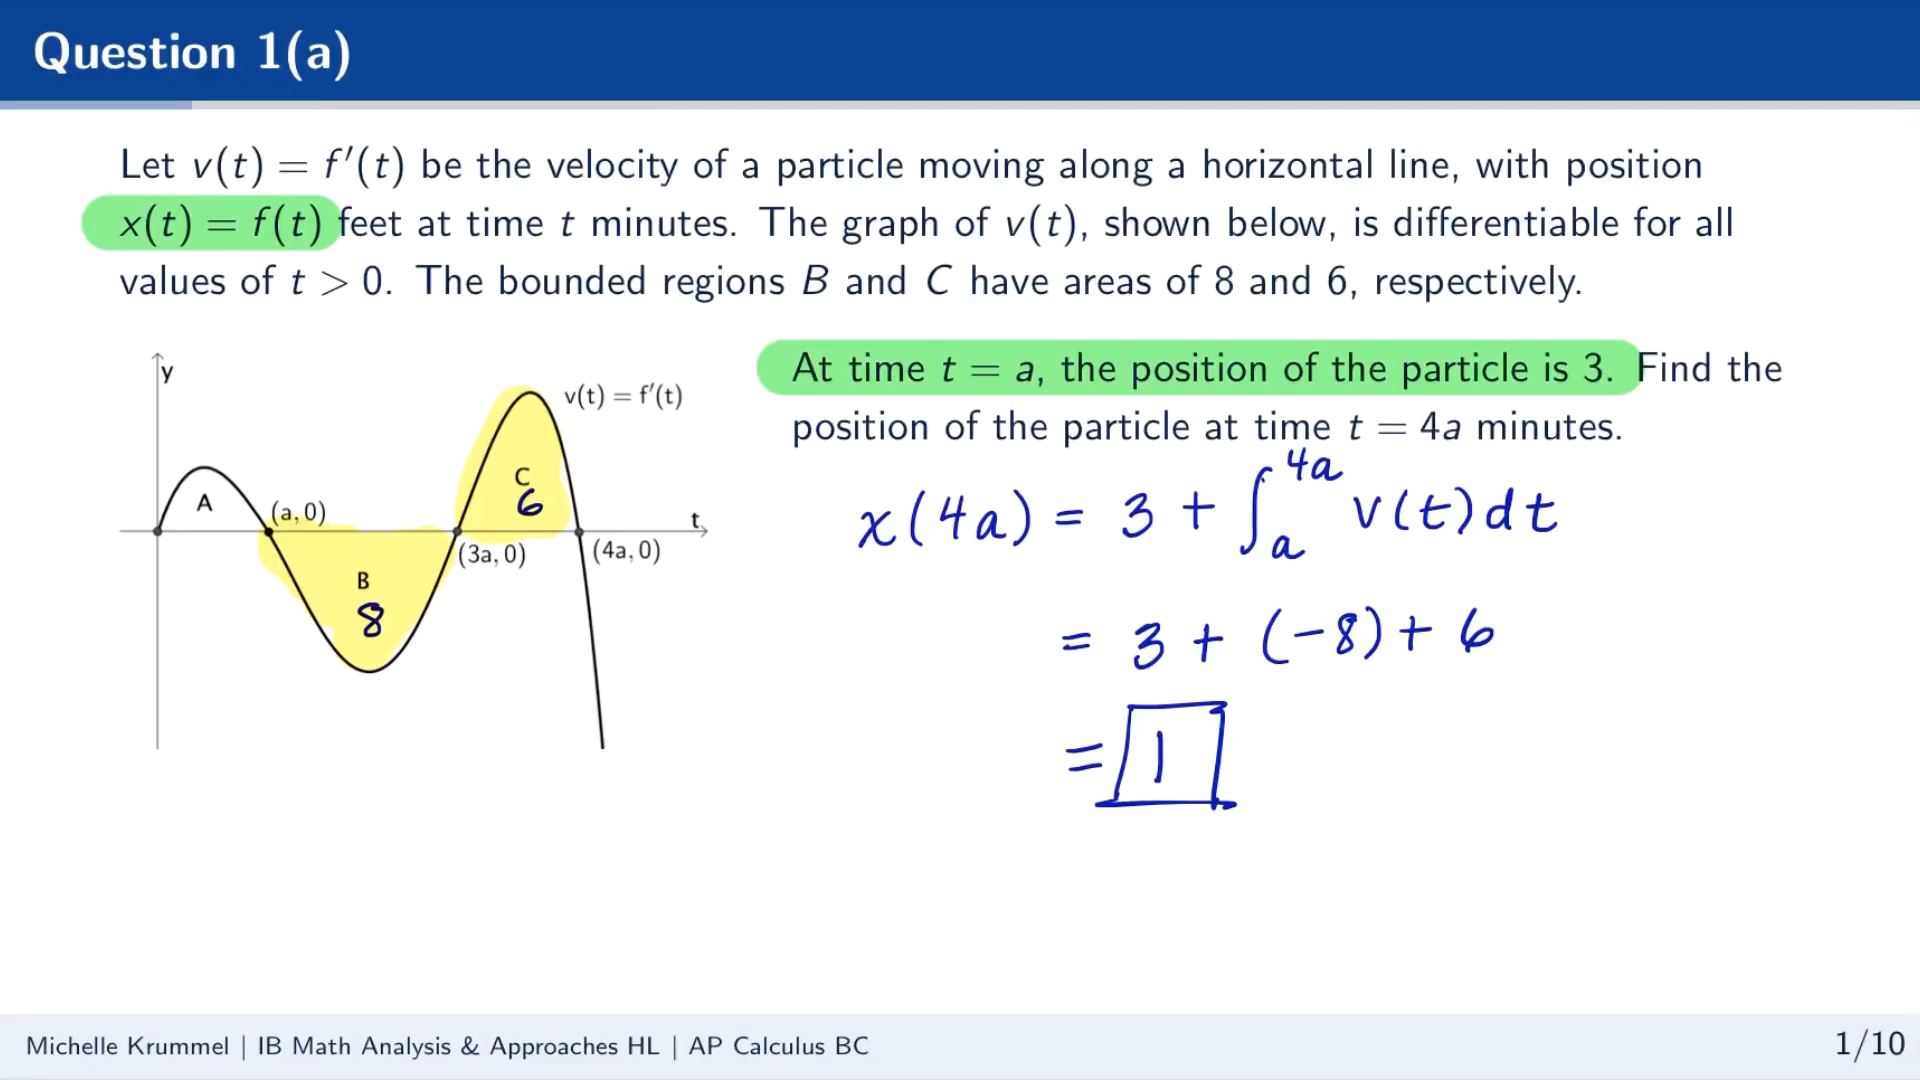 Question 1(a)
Let v(t) = f′(t) be the velocity of a particle moving along a horizontal line, with position
x(t) = f(t) feet at time t minutes. The graph of v(t), shown below, is differentiable for all
values of t > 0. The bounded regions B and C have areas of 8 and 6, respectively.
At time t = a, the position of the particle is 3. Find the
position of the particle at time t = 4a minutes.
y
v(t) = f′(t)
A
(a, 0)
C
6
t
(3a, 0)
(4a, 0)
B
8
x(4a) = 3 + ∫_a^{4a} v(t)dt
= 3 + (-8) + 6
= 1
Michelle Krummel | IB Math Analysis & Approaches HL | AP Calculus BC
1/10